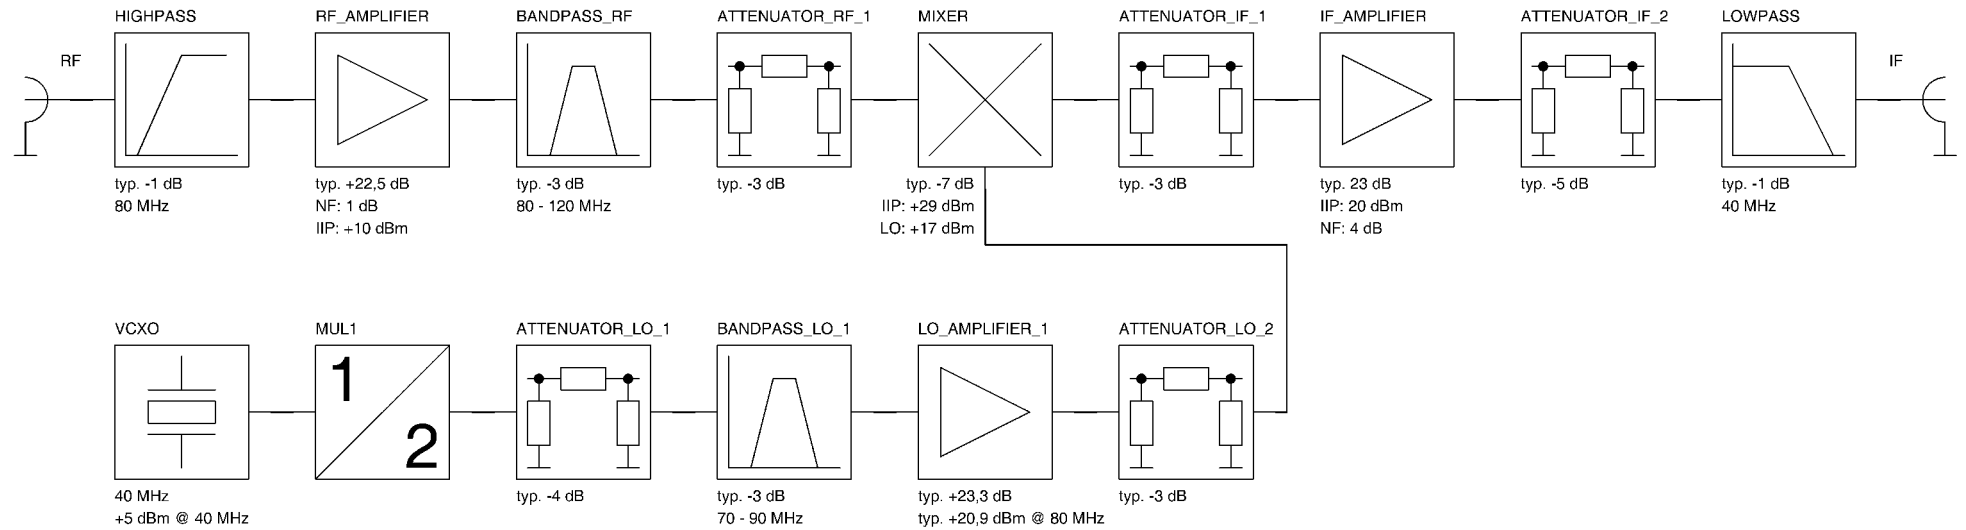 HIGHPASS
RF_AMPLIFIER
BANDPASS_RF
ATTENUATOR_RF_1
MIXER
ATTENUATOR_IF_1
IF_AMPLIFIER
ATTENUATOR_IF_2
LOWPASS
RF
IF
typ. -1 dB
80 MHz
typ. +22,5 dB
NF: 1 dB
IIP: +10 dBm
typ. -3 dB
80 - 120 MHz
typ. -3 dB
typ. -7 dB
IIP: +29 dBm
LO: +17 dBm
typ. -3 dB
typ. 23 dB
IIP: 20 dBm
NF: 4 dB
typ. -5 dB
typ. -1 dB
40 MHz
VCXO
MUL1
ATTENUATOR_LO_1
BANDPASS_LO_1
LO_AMPLIFIER_1
ATTENUATOR_LO_2
1
2
40 MHz
+5 dBm @ 40 MHz
typ. -4 dB
typ. -3 dB
70 - 90 MHz
typ. +23,3 dB
typ. +20,9 dBm @ 80 MHz
typ. -3 dB